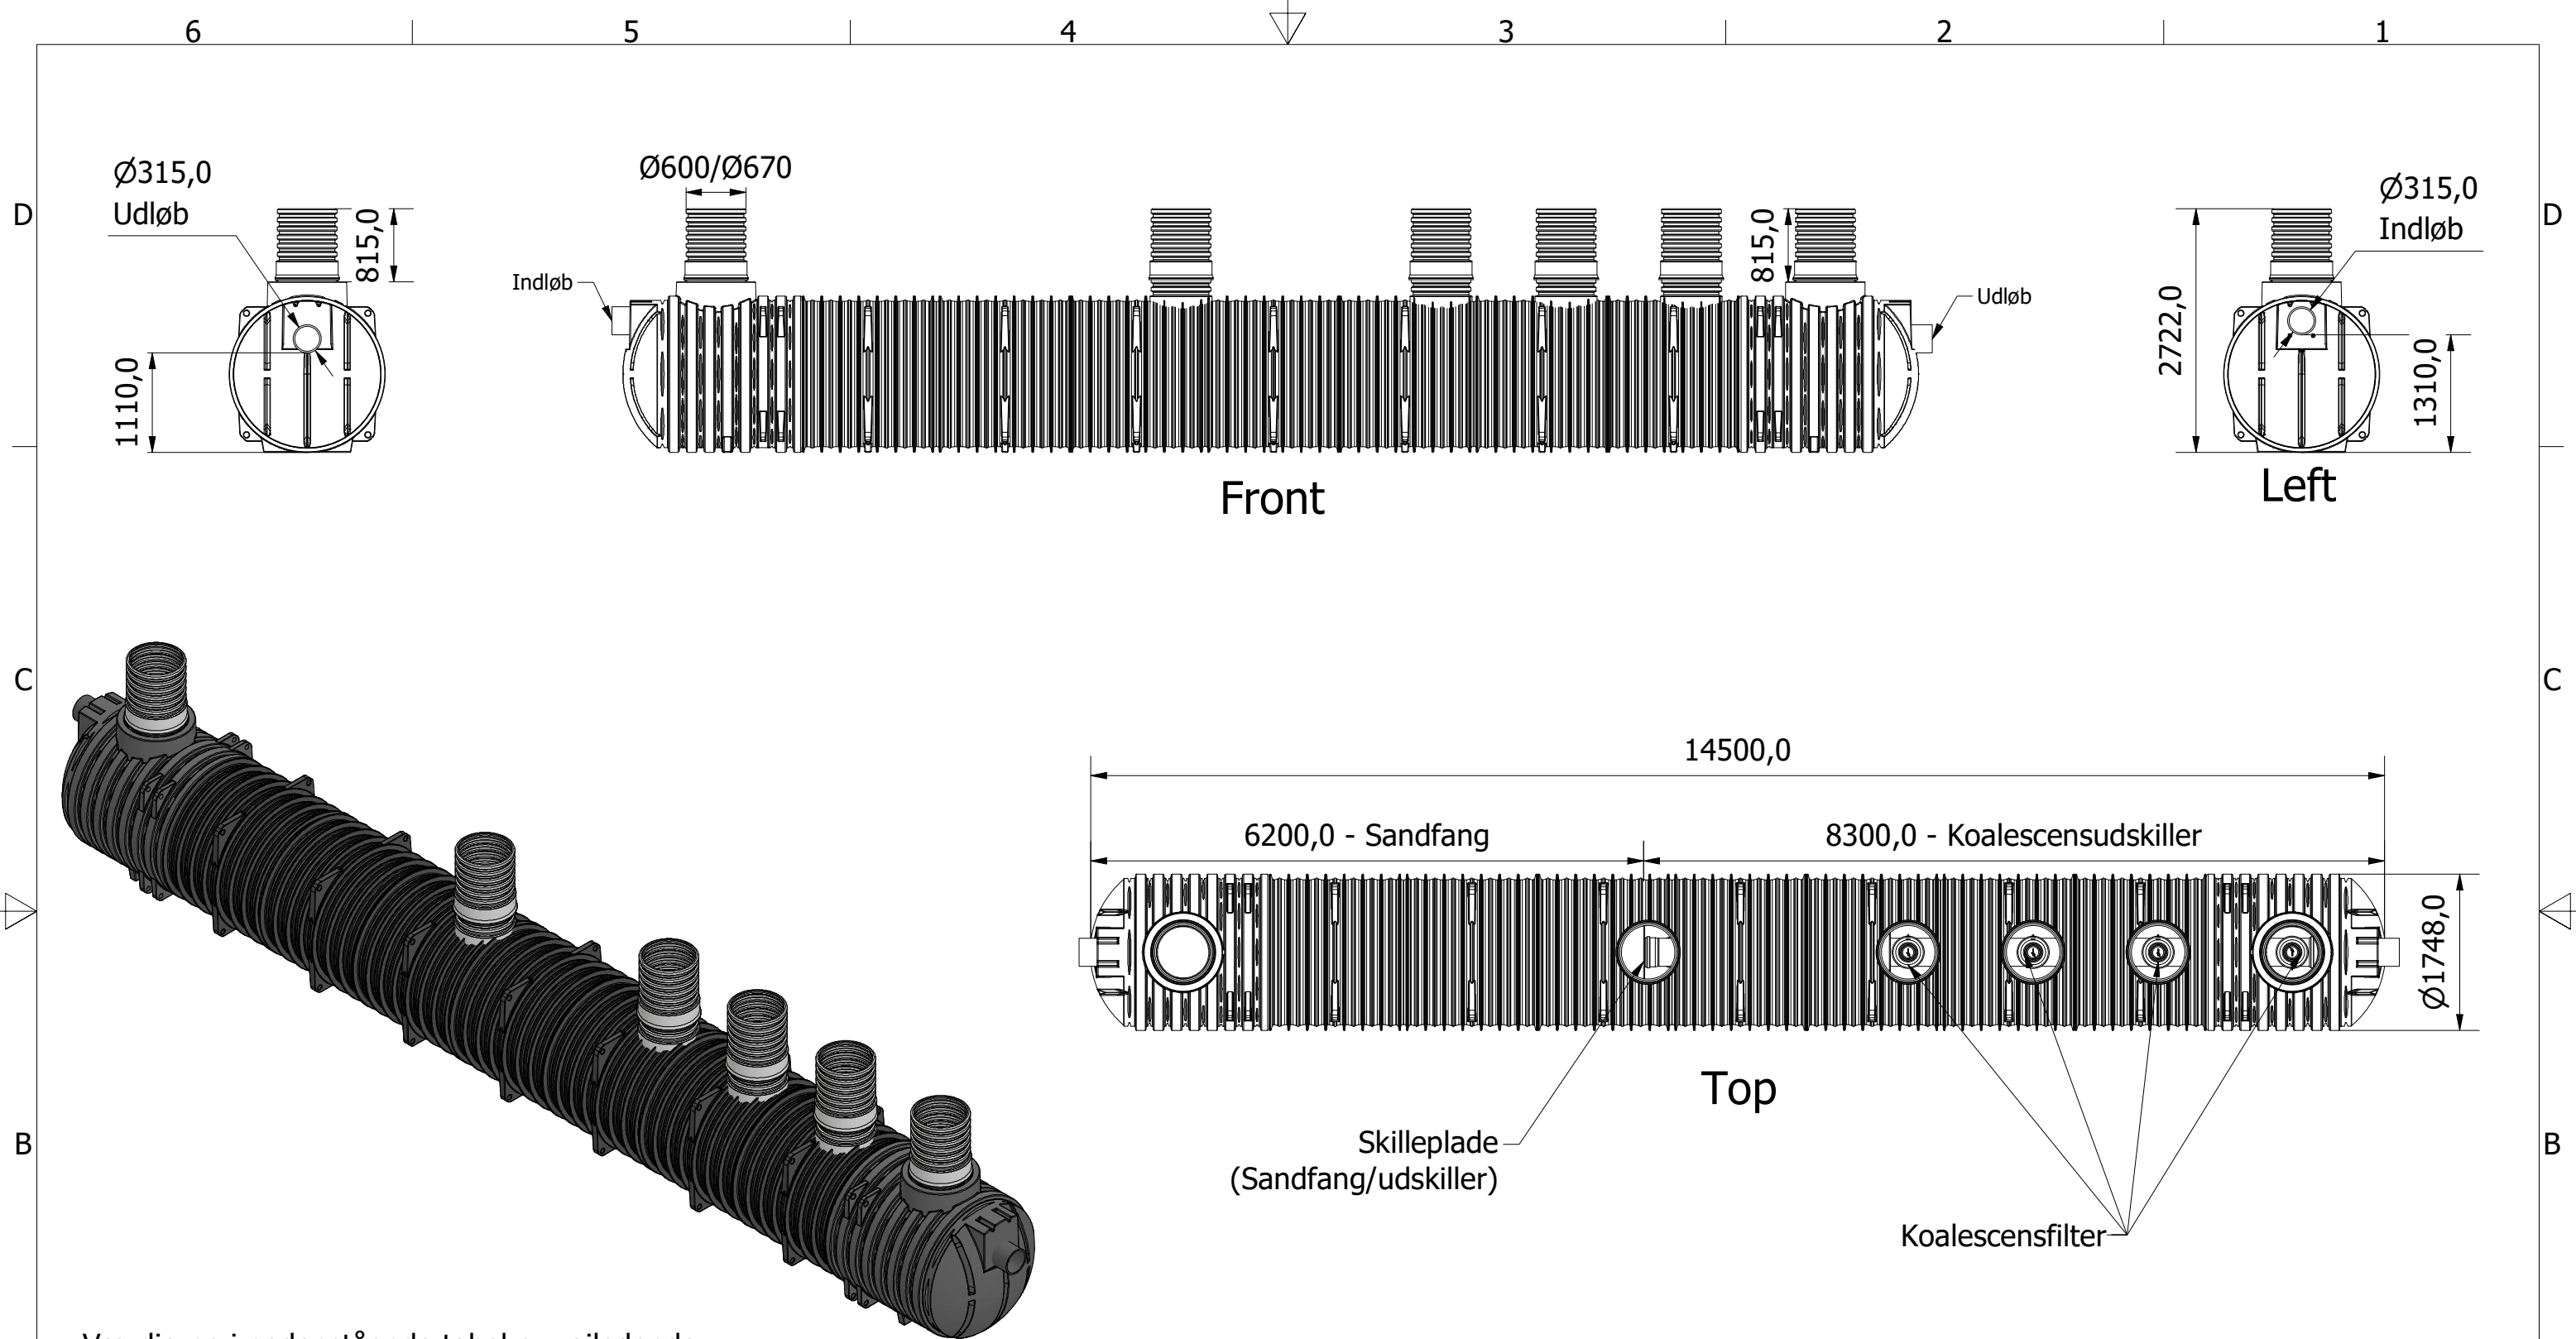 6 5 4 3 2 1
D
D
Ø315,0
Udløb
815,0
1110,0
Ø600/Ø670
Indløb
815,0
Udløb
Front
Ø315,0
Indløb
2722,0
1310,0
Left
C
C
14500,0
6200,0 - Sandfang
8300,0 - Koalescensudskiller
Ø1748,0
Top
B
B
Skilleplade
(Sandfang/udskiller)
Koalescensfilter